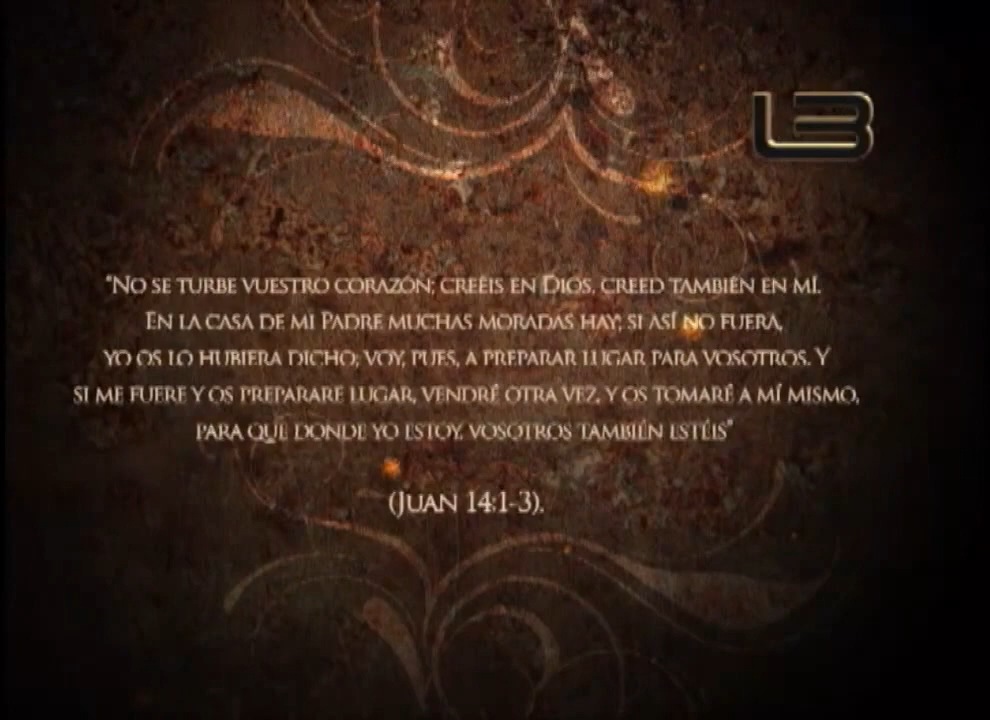 LB
"No se turbe vuestro corazón; creéis en Dios, creed también en mí.
En la casa de mi Padre muchas moradas hay; si así no fuera,
yo os lo hubiera dicho; voy, pues, a preparar lugar para vosotros. Y
si me fuere y os preparare lugar, vendré otra vez, y os tomaré a mí mismo,
para que donde yo estoy, vosotros también estéis"
(Juan 14:1-3).